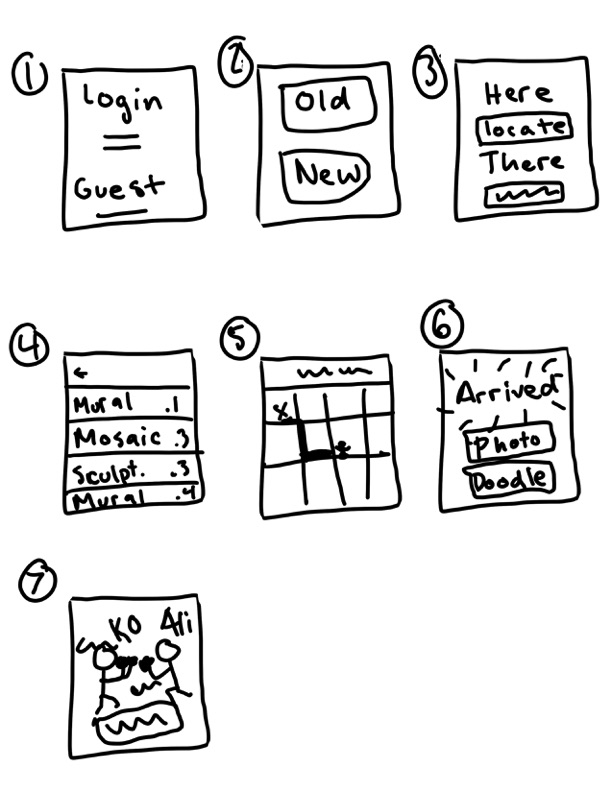 1
Login
Guest
2
Old
New
3
Here
locate
There
4
←
Mural .1
Mosaic .3
Sculpt. .3
Mural .4
5
x
6
Arrived
Photo
Doodle
7
KO Ali